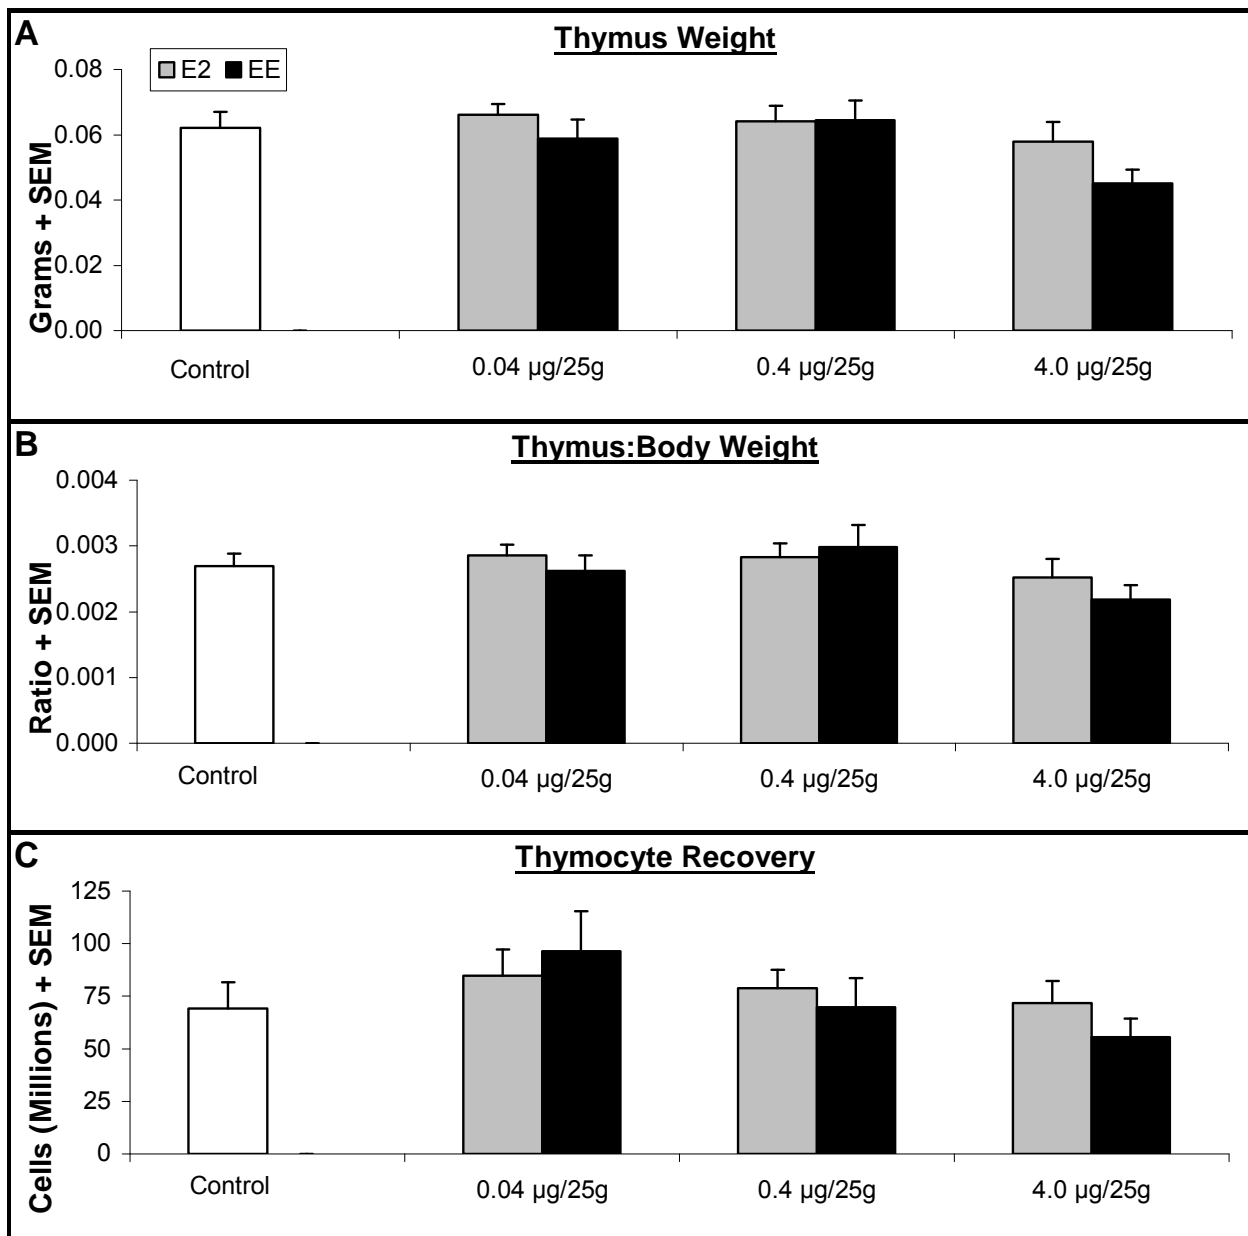 A
Thymus Weight
E2 EE
Grams + SEM
0.08
0.06
0.04
0.02
0.00
Control 0.04 µg/25g 0.4 µg/25g 4.0 µg/25g
B
Thymus:Body Weight
Ratio + SEM
0.004
0.003
0.002
0.001
0.000
Control 0.04 µg/25g 0.4 µg/25g 4.0 µg/25g
C
Thymocyte Recovery
Cells (Millions) + SEM
125
100
75
50
25
0
Control 0.04 µg/25g 0.4 µg/25g 4.0 µg/25g